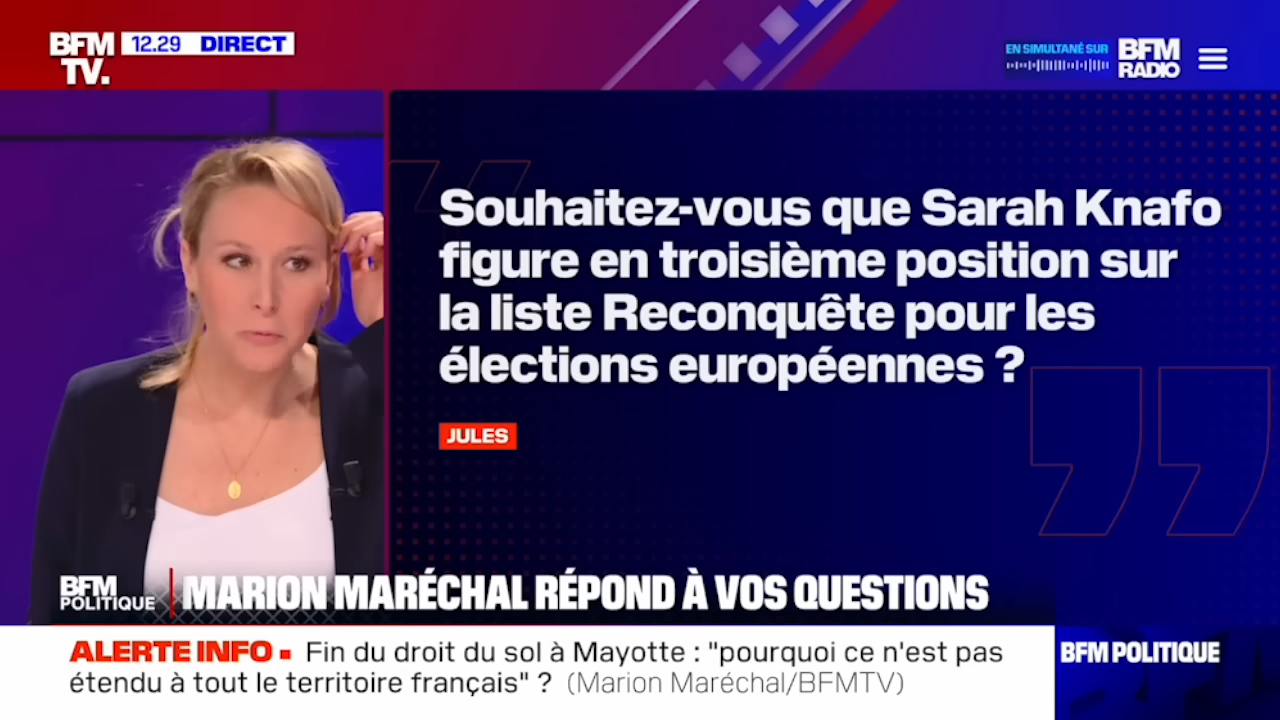 BFM
TV.
12.29 DIRECT
EN SIMULTANÉ SUR
BFM
RADIO
Souhaitez-vous que Sarah Knafo
figure en troisième position sur
la liste Reconquête pour les
élections européennes ?
JULES
BFM
POLITIQUE
MARION MARÉCHAL RÉPOND À VOS QUESTIONS
ALERTE INFO ▪ Fin du droit du sol à Mayotte : "pourquoi ce n'est pas
étendu à tout le territoire français" ? (Marion Maréchal/BFMTV)
BFM POLITIQUE